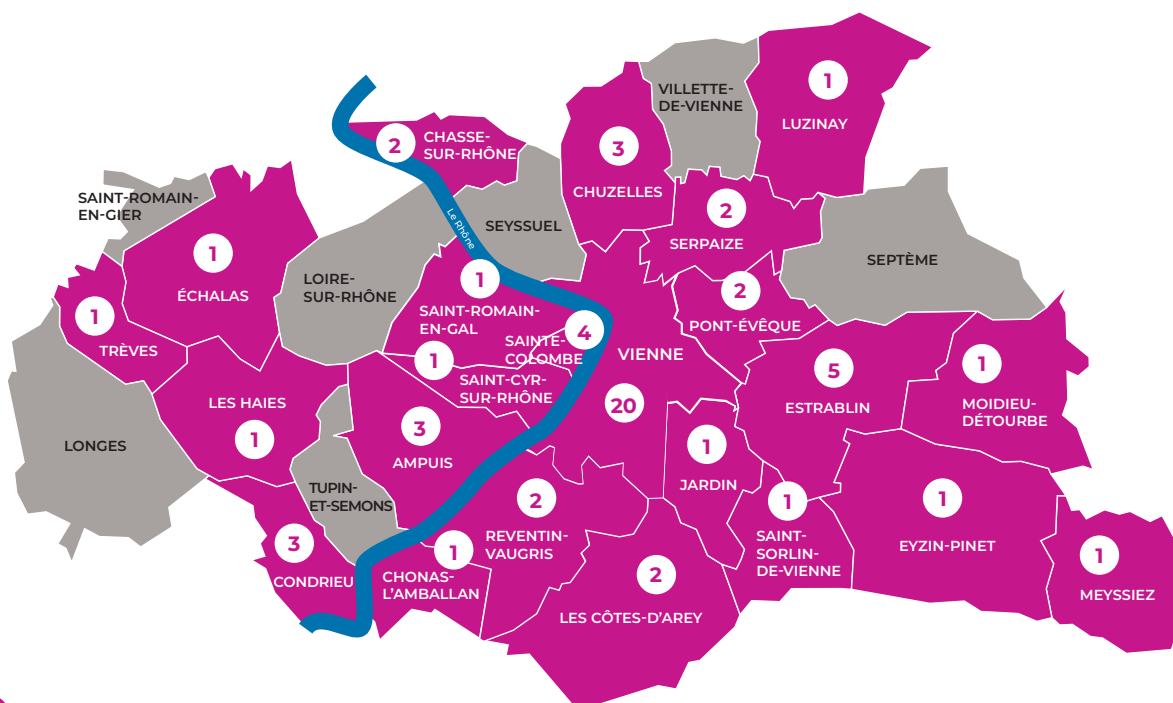 1
LUZINAY
VILLETTE-
DE-VIENNE
3
CHUZELLES
2
CHASSE-
SUR-RHÔNE
SAINT-ROMAIN-
EN-GIER
2
SERPAIZE
SEYSSUEL
Le Rhône
SEPTÈME
1
ÉCHALAS
LOIRE-
SUR-RHÔNE
1
SAINT-ROMAIN-
EN-GAL
2
PONT-ÉVÊQUE
1
TRÈVES
4
SAINTE-
COLOMBE
VIENNE
20
1
SAINT-CYR-
SUR-RHÔNE
5
ESTRABLIN
1
MOIDIEU-
DÉTOURBE
LES HAIES
1
3
AMPUIS
LONGES
1
JARDIN
TUPIN-
ET-SEMONS
2
REVENTIN-
VAUGRIS
1
SAINT-
SORLIN-
DE-VIENNE
1
EYZIN-PINET
3
CONDRIEU
1
CHONAS-
L'AMBALLAN
2
LES CÔTES-D'AREY
1
MEYSSIEZ